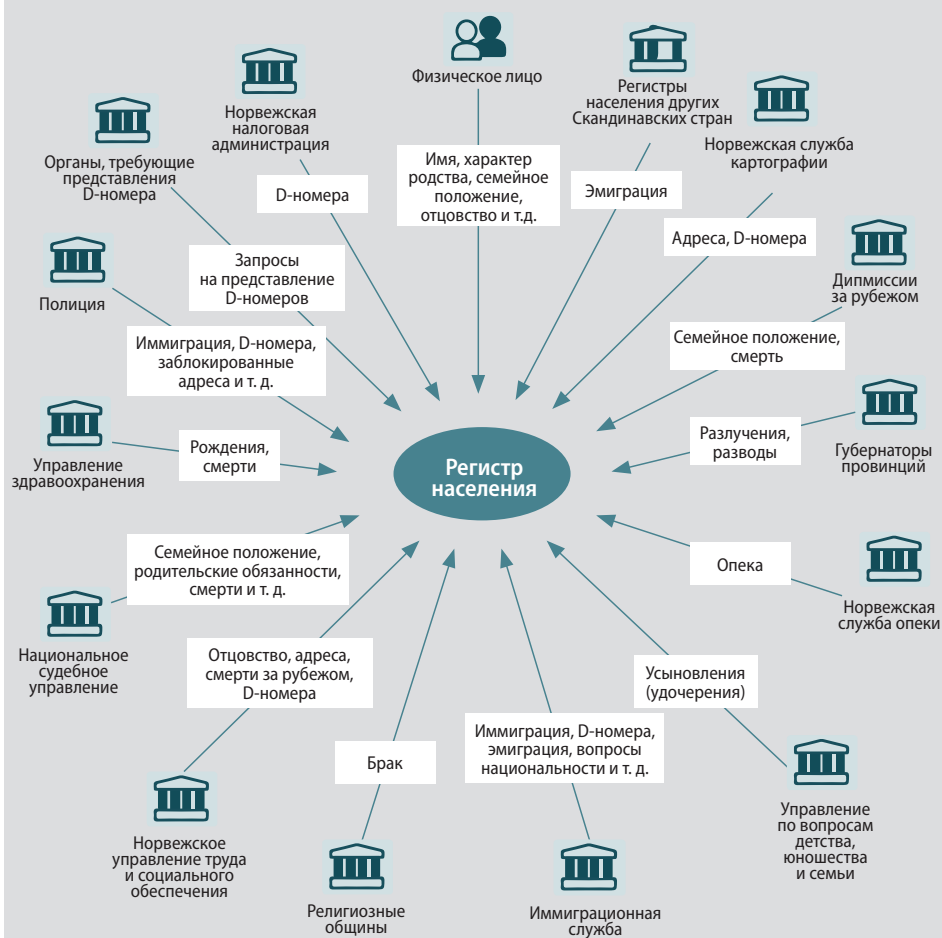 Физическое лицо
Регистры
населения других
Скандинавских стран
Норвежская служба
картографии
Норвежская
налоговая
администрация
Органы, требующие
представления
D-номера
D-номера
Имя, характер
родства, семейное
положение,
отцовство и т.д.
Эмиграция
Адреса, D-номера
Дипмиссии
за рубежом
Полиция
Запросы
на представление
D-номеров
Семейное положение,
смерть
Иммиграция, D-номера,
заблокированные
адреса и т. д.
Управление
здравоохранения
Рождения,
смерти
Регистр
населения
Разлучения,
разводы
Губернаторы
провинций
Семейное положение,
родительские обязанности,
смерти и т. д.
Опека
Норвежская
служба опеки
Национальное
судебное
управление
Отцовство, адреса,
смерти за рубежом,
D-номера
Усыновления
(удочерения)
Брак
Иммиграция, D-номера,
эмиграция, вопросы
национальности и т. д.
Норвежское
управление труда
и социального
обеспечения
Религиозные
общины
Иммиграционная
служба
Управление
по вопросам
детства,
юношества
и семьи